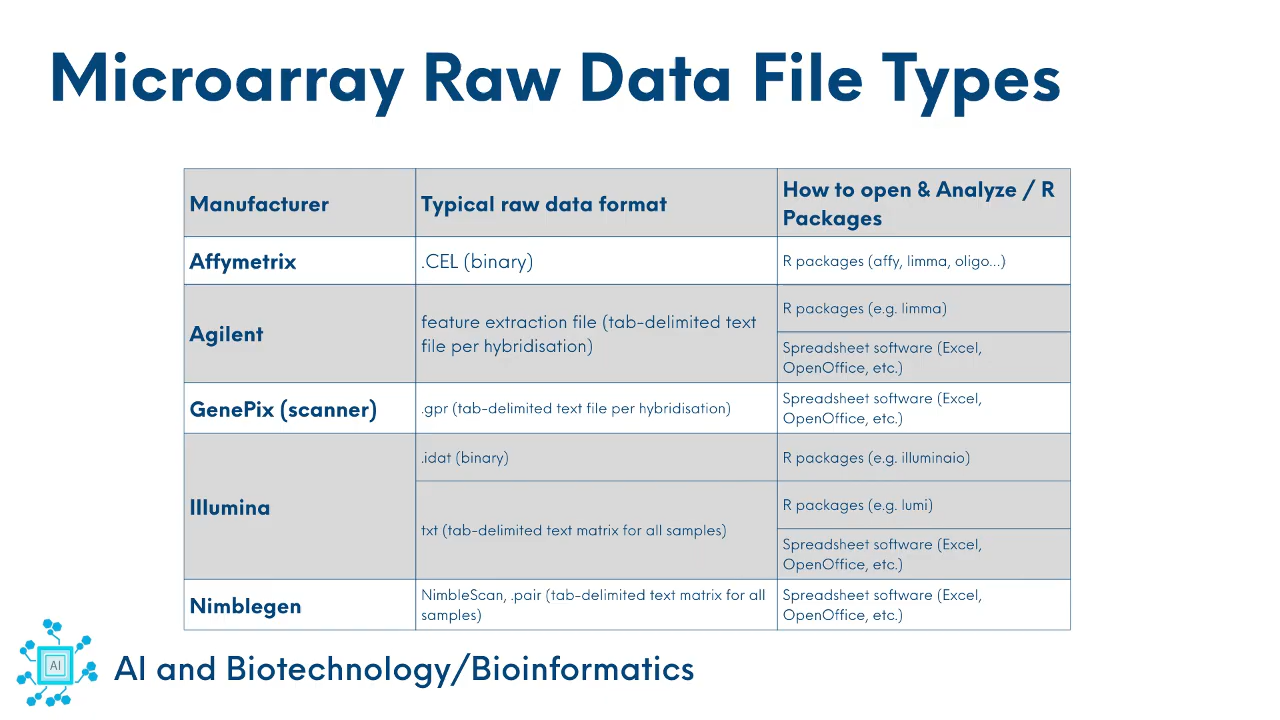 Microarray Raw Data File Types
Manufacturer
Typical raw data format
How to open & Analyze / R
Packages
Affymetrix
.CEL (binary)
R packages (affy, limma, oligo...)
Agilent
feature extraction file (tab-delimited text
file per hybridisation)
R packages (e.g. limma)
Spreadsheet software (Excel,
OpenOffice, etc.)
GenePix (scanner)
.gpr (tab-delimited text file per hybridisation)
Spreadsheet software (Excel,
OpenOffice, etc.)
Illumina
.idat (binary)
R packages (e.g. illuminaio)
txt (tab-delimited text matrix for all samples)
R packages (e.g. lumi)
Spreadsheet software (Excel,
OpenOffice, etc.)
Nimblegen
NimbleScan, .pair (tab-delimited text matrix for all
samples)
Spreadsheet software (Excel,
OpenOffice, etc.)
AI
AI and Biotechnology/Bioinformatics